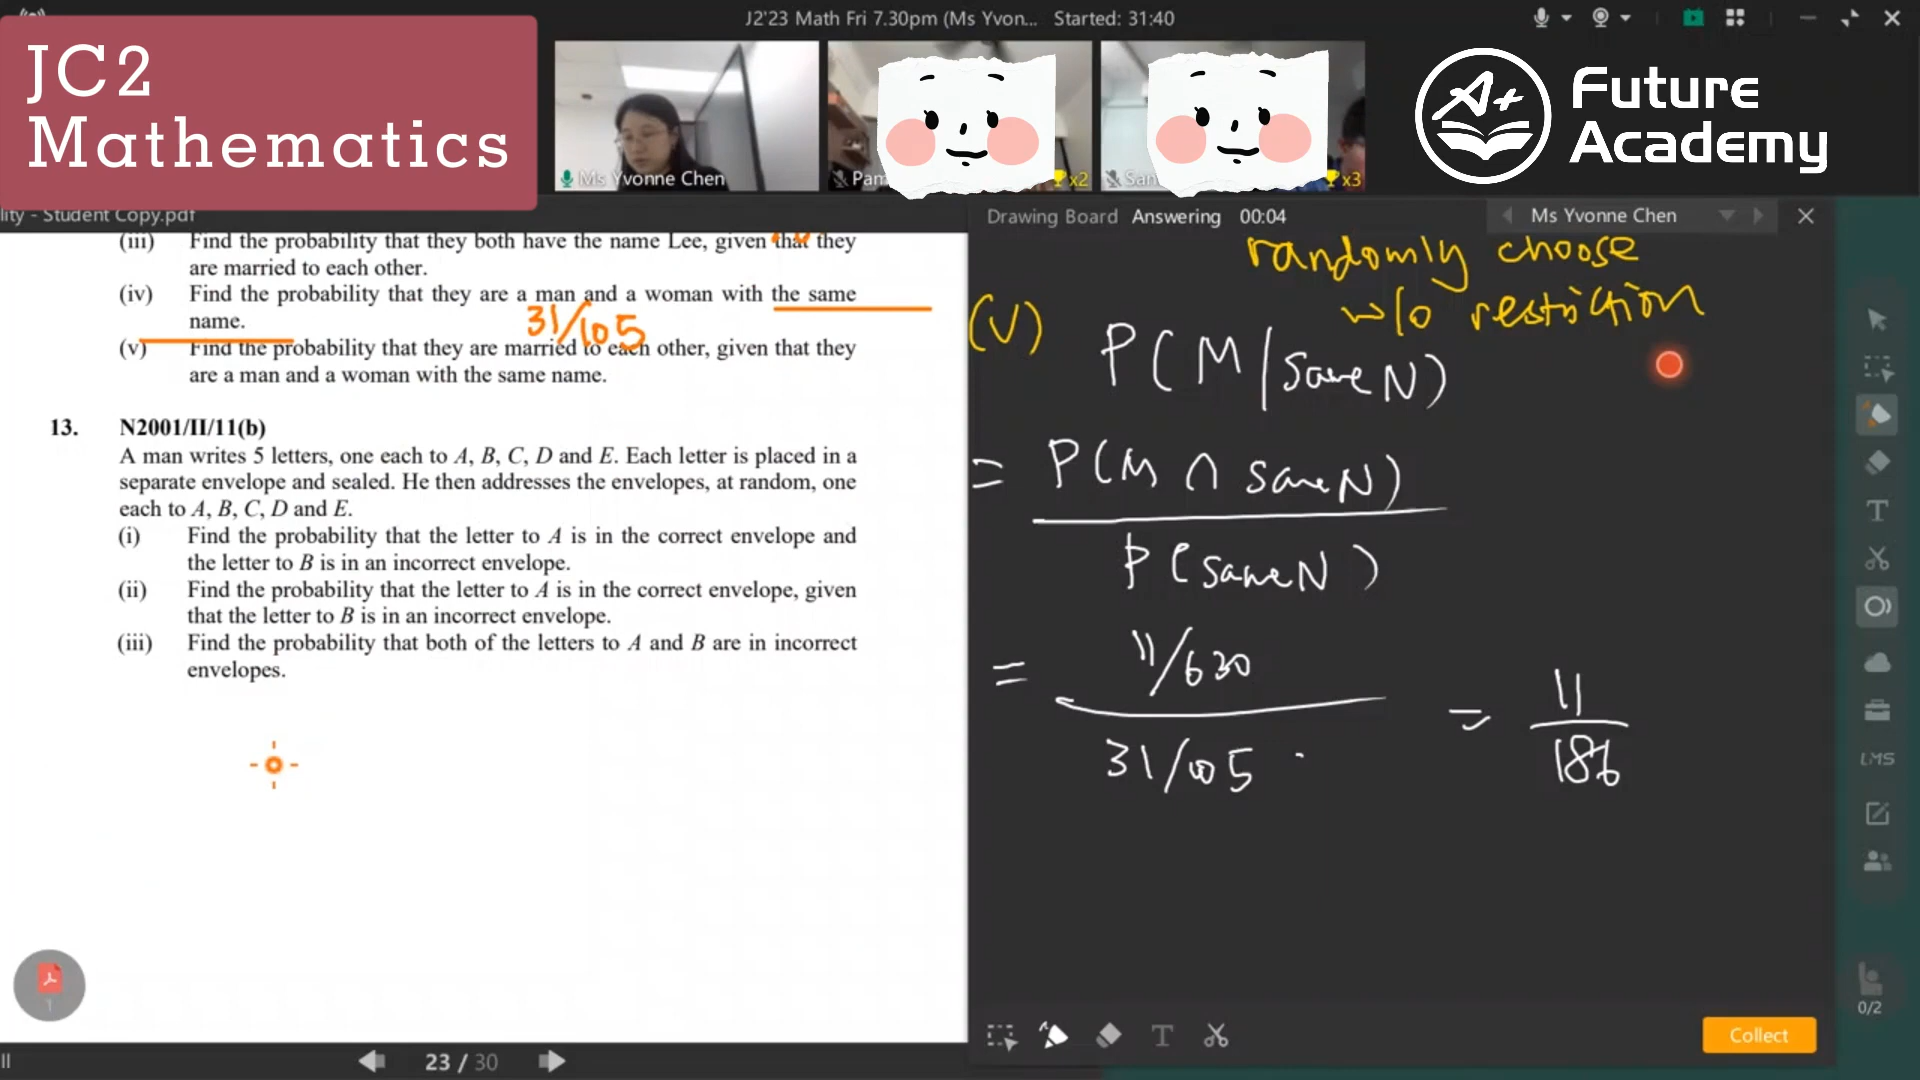 J2'23 Math Fri 7.30pm (Ms Yvon... Started: 31:40
JC2
Mathematics
Ms Yvonne Chen
Pam
x2
San
x3
A+
Future
Academy
lity - Student Copy.pdf
Drawing Board Answering 00:04
Ms Yvonne Chen
(iii) Find the probability that they both have the name Lee, given that they
are married to each other.
(iv) Find the probability that they are a man and a woman with the same
name.
31/105
(v) Find the probability that they are married to each other, given that they
are a man and a woman with the same name.
13. N2001/II/11(b)
A man writes 5 letters, one each to A, B, C, D and E. Each letter is placed in a
separate envelope and sealed. He then addresses the envelopes, at random, one
each to A, B, C, D and E.
(i) Find the probability that the letter to A is in the correct envelope and
the letter to B is in an incorrect envelope.
(ii) Find the probability that the letter to A is in the correct envelope, given
that the letter to B is in an incorrect envelope.
(iii) Find the probability that both of the letters to A and B are in incorrect
envelopes.
1
23 / 30
randomly choose
w/o restriction
(V)
P(M/sameN)
= P(M ∩ sameN)
P(sameN)
= 11/630
31/105
= 11
186
T
LMS
0/2
T
Collect